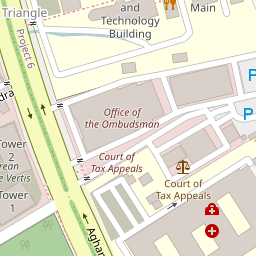 Triangle
and
Technology
Building
Main
Project 6
P
P
Office of
the Ombudsman
Court of
Tax Appeals
Court of
Tax Appeals
Tower
2
Tower
1